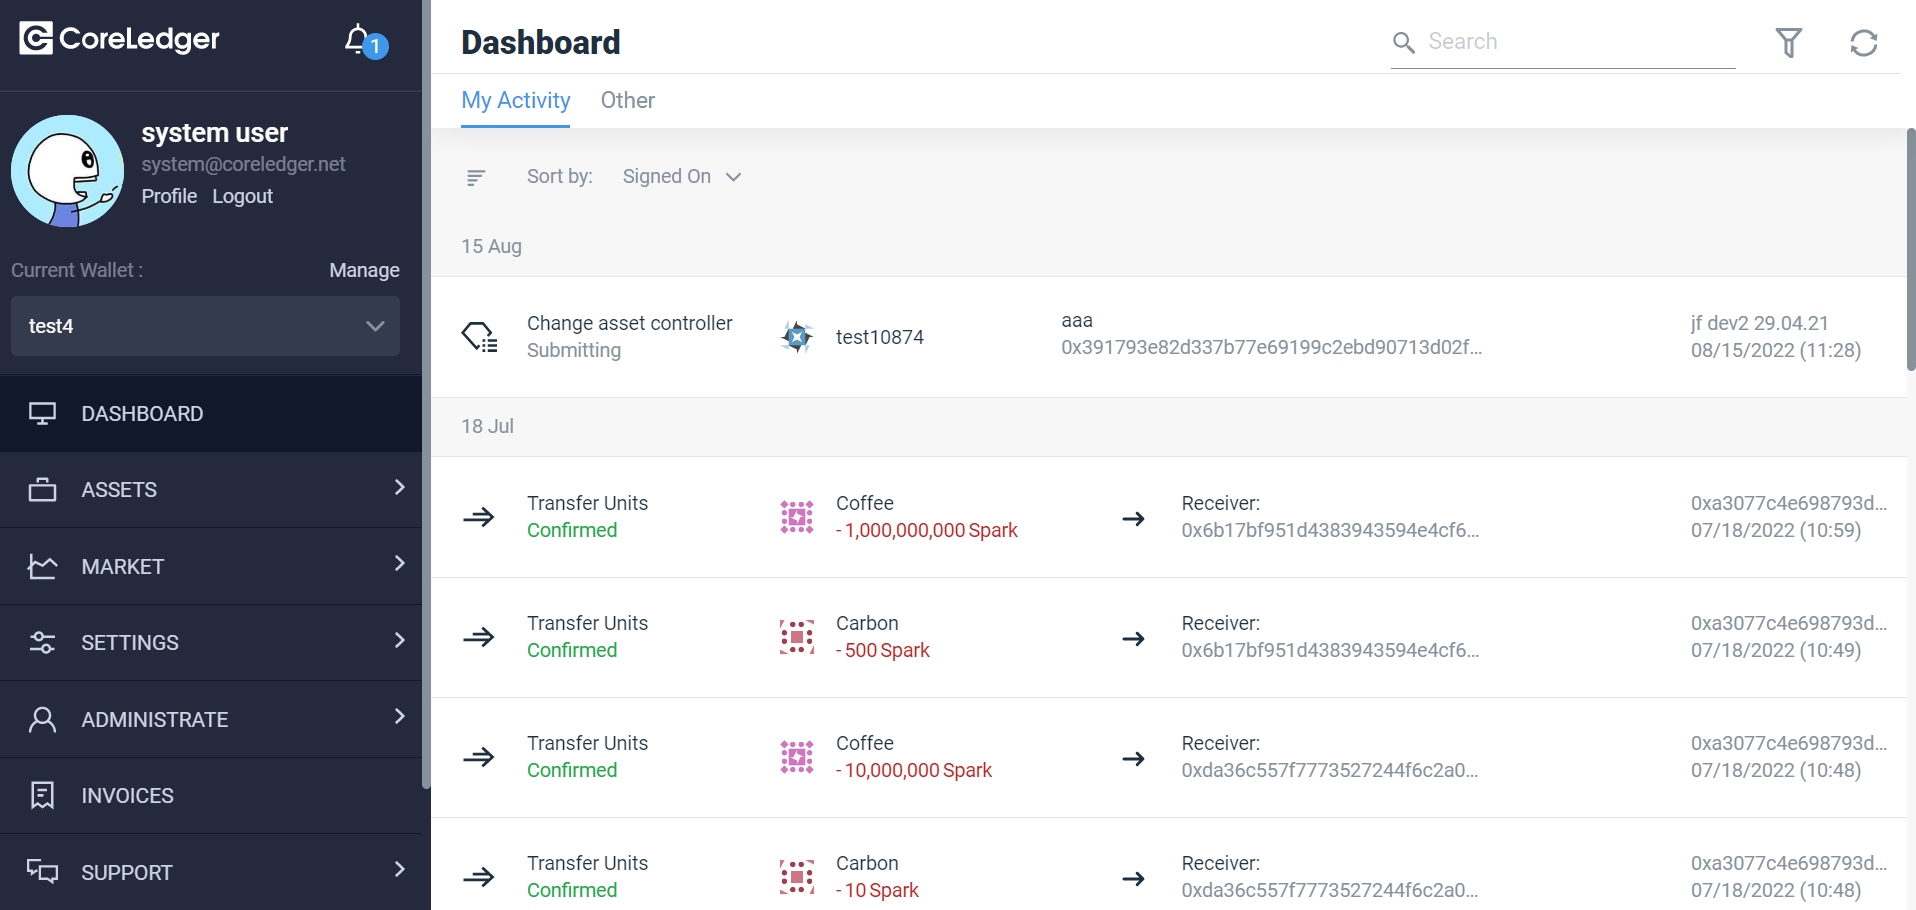 CoreLedger
1
system user
system@coreledger.net
Profile Logout
Current Wallet : Manage
test4
DASHBOARD
ASSETS
MARKET
SETTINGS
ADMINISTRATE
INVOICES
SUPPORT
Dashboard
Search
My Activity Other
Sort by: Signed On
15 Aug
Change asset controller
Submitting
test10874
aaa
0x391793e82d337b77e69199c2ebd90713d02f...
jf dev2 29.04.21
08/15/2022 (11:28)
18 Jul
Transfer Units
Confirmed
Coffee
- 1,000,000,000 Spark
Receiver:
0x6b17bf951d4383943594e4cf6...
0xa3077c4e698793d...
07/18/2022 (10:59)
Transfer Units
Confirmed
Carbon
- 500 Spark
Receiver:
0x6b17bf951d4383943594e4cf6...
0xa3077c4e698793d...
07/18/2022 (10:49)
Transfer Units
Confirmed
Coffee
- 10,000,000 Spark
Receiver:
0xda36c557f7773527244f6c2a0...
0xa3077c4e698793d...
07/18/2022 (10:48)
Transfer Units
Confirmed
Carbon
- 10 Spark
Receiver:
0xda36c557f7773527244f6c2a0...
0xa3077c4e698793d...
07/18/2022 (10:48)